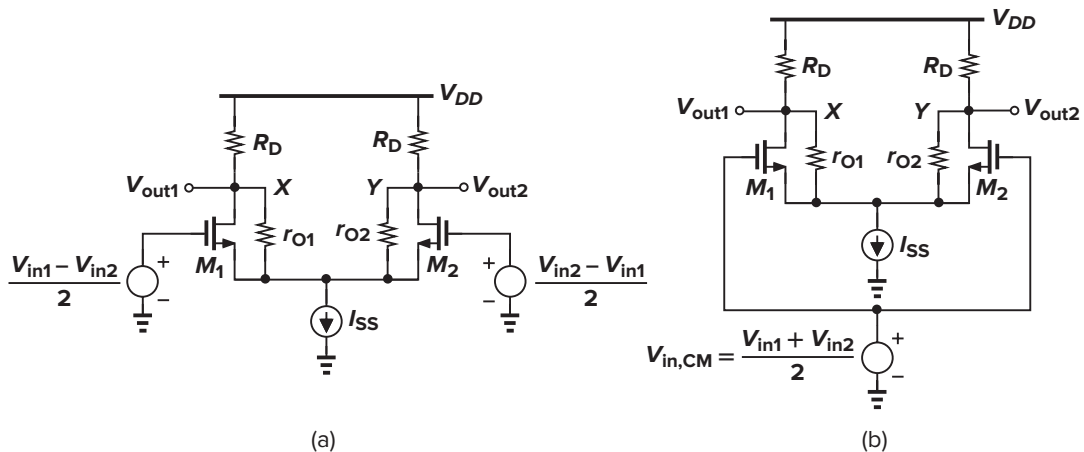 V_DD
R_D R_D
V_out1 X Y V_out2
r_O1 r_O2
M_1 M_2
(V_in1 − V_in2)/2 + − + − (V_in2 − V_in1)/2
I_SS
(a)
V_DD
R_D R_D
V_out1 X Y V_out2
r_O1 r_O2
M_1 M_2
I_SS
V_in,CM = (V_in1 + V_in2)/2 + −
(b)